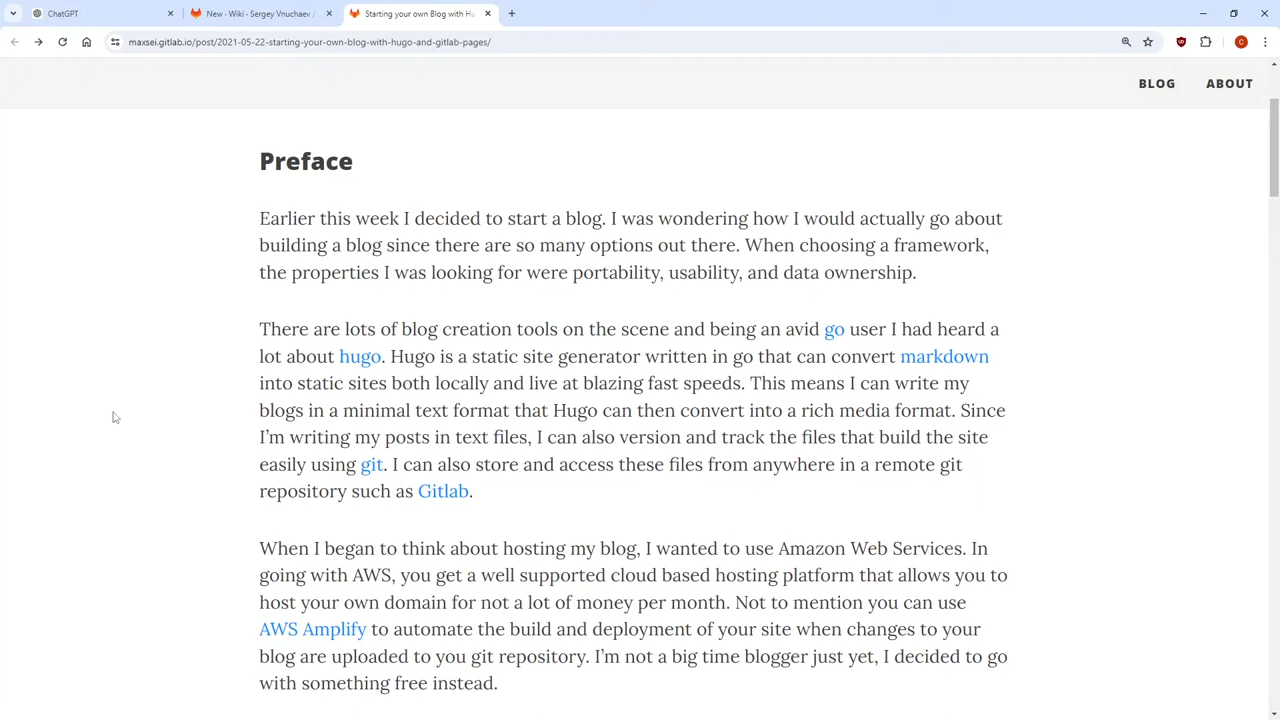 ChatGPT
New · Wiki · Sergey Vnuchaev /
Starting your own Blog with Hu
maxsei.gitlab.io/post/2021-05-22-starting-your-own-blog-with-hugo-and-gitlab-pages/
BLOG ABOUT
Preface
Earlier this week I decided to start a blog. I was wondering how I would actually go about
building a blog since there are so many options out there. When choosing a framework,
the properties I was looking for were portability, usability, and data ownership.
There are lots of blog creation tools on the scene and being an avid go user I had heard a
lot about hugo. Hugo is a static site generator written in go that can convert markdown
into static sites both locally and live at blazing fast speeds. This means I can write my
blogs in a minimal text format that Hugo can then convert into a rich media format. Since
I’m writing my posts in text files, I can also version and track the files that build the site
easily using git. I can also store and access these files from anywhere in a remote git
repository such as Gitlab.
When I began to think about hosting my blog, I wanted to use Amazon Web Services. In
going with AWS, you get a well supported cloud based hosting platform that allows you to
host your own domain for not a lot of money per month. Not to mention you can use
AWS Amplify to automate the build and deployment of your site when changes to your
blog are uploaded to you git repository. I’m not a big time blogger just yet, I decided to go
with something free instead.